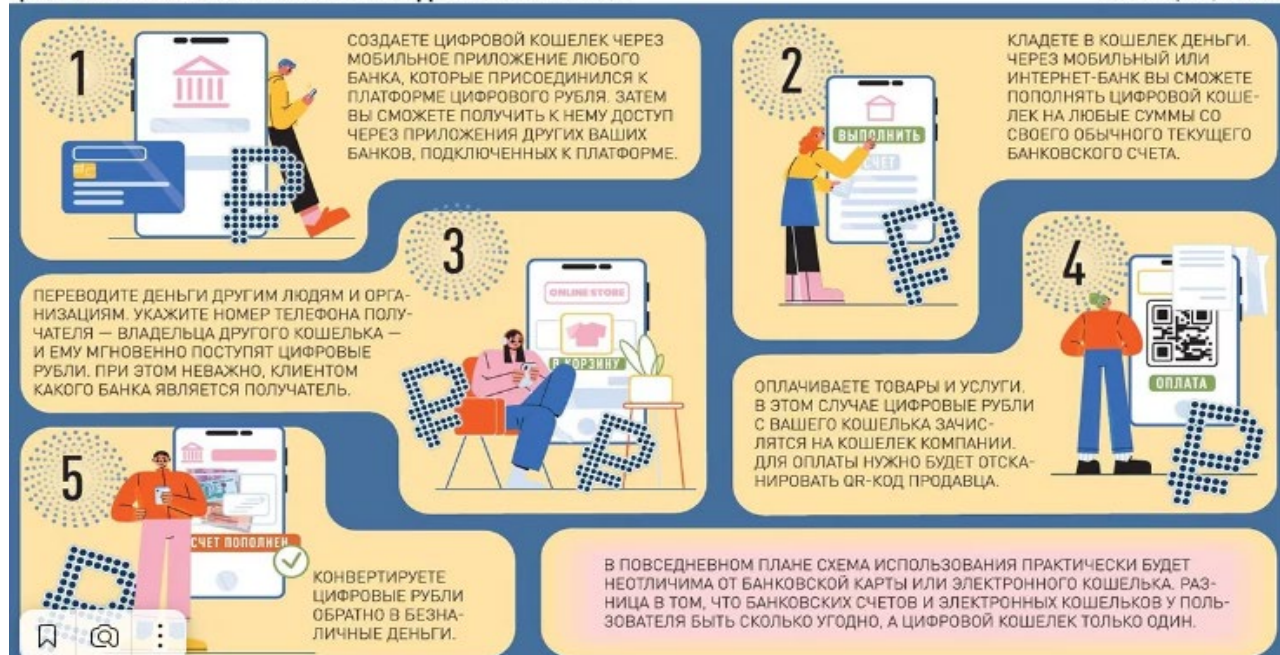 1
СОЗДАЕТЕ ЦИФРОВОЙ КОШЕЛЕК ЧЕРЕЗ
МОБИЛЬНОЕ ПРИЛОЖЕНИЕ ЛЮБОГО
БАНКА, КОТОРЫЕ ПРИСОЕДИНИЛСЯ К
ПЛАТФОРМЕ ЦИФРОВОГО РУБЛЯ. ЗАТЕМ
ВЫ СМОЖЕТЕ ПОЛУЧИТЬ К НЕМУ ДОСТУП
ЧЕРЕЗ ПРИЛОЖЕНИЯ ДРУГИХ ВАШИХ
БАНКОВ, ПОДКЛЮЧЕННЫХ К ПЛАТФОРМЕ.
2
ВЫПОЛНИТЬ
СЧЕТ
КЛАДЕТЕ В КОШЕЛЕК ДЕНЬГИ.
ЧЕРЕЗ МОБИЛЬНЫЙ ИЛИ
ИНТЕРНЕТ-БАНК ВЫ СМОЖЕТЕ
ПОПОЛНЯТЬ ЦИФРОВОЙ КОШЕ-
ЛЕК НА ЛЮБЫЕ СУММЫ СО
СВОЕГО ОБЫЧНОГО ТЕКУЩЕГО
БАНКОВСКОГО СЧЕТА.
3
ONLINE STORE
В КОРЗИНУ
ПЕРЕВОДИТЕ ДЕНЬГИ ДРУГИМ ЛЮДЯМ И ОРГА-
НИЗАЦИЯМ. УКАЖИТЕ НОМЕР ТЕЛЕФОНА ПОЛУ-
ЧАТЕЛЯ — ВЛАДЕЛЬЦА ДРУГОГО КОШЕЛЬКА —
И ЕМУ МГНОВЕННО ПОСТУПЯТ ЦИФРОВЫЕ
РУБЛИ. ПРИ ЭТОМ НЕВАЖНО, КЛИЕНТОМ
КАКОГО БАНКА ЯВЛЯЕТСЯ ПОЛУЧАТЕЛЬ.
4
ОПЛАТА
ОПЛАЧИВАЕТЕ ТОВАРЫ И УСЛУГИ.
В ЭТОМ СЛУЧАЕ ЦИФРОВЫЕ РУБЛИ
С ВАШЕГО КОШЕЛЬКА ЗАЧИС-
ЛЯТСЯ НА КОШЕЛЕК КОМПАНИИ.
ДЛЯ ОПЛАТЫ НУЖНО БУДЕТ ОТСКА-
НИРОВАТЬ QR-КОД ПРОДАВЦА.
5
СЧЕТ ПОПОЛНЕН
КОНВЕРТИРУЕТЕ
ЦИФРОВЫЕ РУБЛИ
ОБРАТНО В БЕЗНА-
ЛИЧНЫЕ ДЕНЬГИ.
В ПОВСЕДНЕВНОМ ПЛАНЕ СХЕМА ИСПОЛЬЗОВАНИЯ ПРАКТИЧЕСКИ БУДЕТ
НЕОТЛИЧИМА ОТ БАНКОВСКОЙ КАРТЫ ИЛИ ЭЛЕКТРОННОГО КОШЕЛЬКА. РАЗ-
НИЦА В ТОМ, ЧТО БАНКОВСКИХ СЧЕТОВ И ЭЛЕКТРОННЫХ КОШЕЛЬКОВ У ПОЛЬ-
ЗОВАТЕЛЯ БЫТЬ СКОЛЬКО УГОДНО, А ЦИФРОВОЙ КОШЕЛЕК ТОЛЬКО ОДИН.